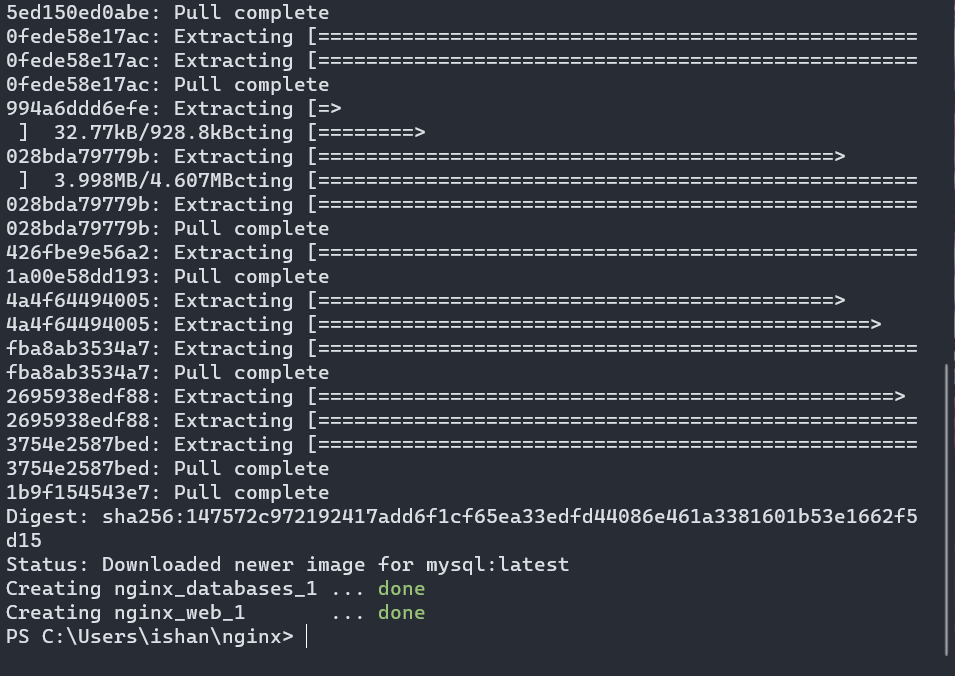 5ed150ed0abe: Pull complete
0fede58e17ac: Extracting [==================================================
0fede58e17ac: Extracting [==================================================
0fede58e17ac: Pull complete
994a6ddd6efe: Extracting [=>
 ]  32.77kB/928.8kBcting [========>
028bda79779b: Extracting [===========================================>
 ]  3.998MB/4.607MBcting [==================================================
028bda79779b: Extracting [==================================================
028bda79779b: Pull complete
426fbe9e56a2: Extracting [==================================================
1a00e58dd193: Pull complete
4a4f64494005: Extracting [===========================================>
4a4f64494005: Extracting [==============================================>
fba8ab3534a7: Extracting [==================================================
fba8ab3534a7: Pull complete
2695938edf88: Extracting [================================================>
2695938edf88: Extracting [==================================================
3754e2587bed: Extracting [==================================================
3754e2587bed: Pull complete
1b9f154543e7: Pull complete
Digest: sha256:147572c972192417add6f1cf65ea33edfd44086e461a3381601b53e1662f5
d15
Status: Downloaded newer image for mysql:latest
Creating nginx_databases_1 ... done
Creating nginx_web_1       ... done
PS C:\Users\ishan\nginx>